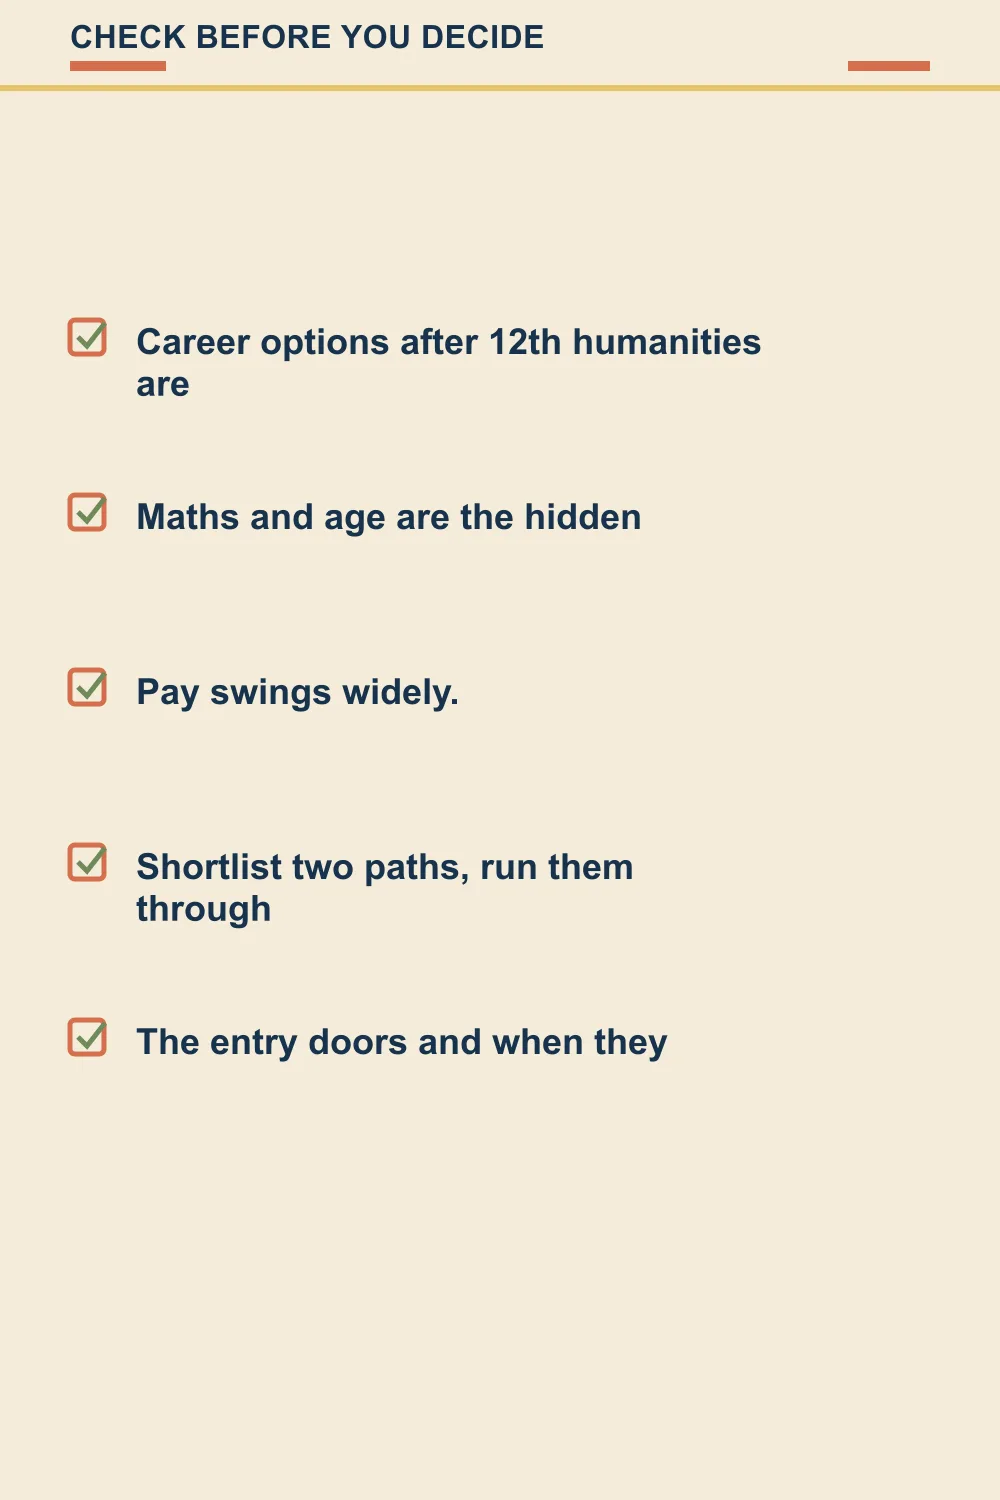 CHECK BEFORE YOU DECIDE
Career options after 12th humanities
are
Maths and age are the hidden
Pay swings widely.
Shortlist two paths, run them
through
The entry doors and when they